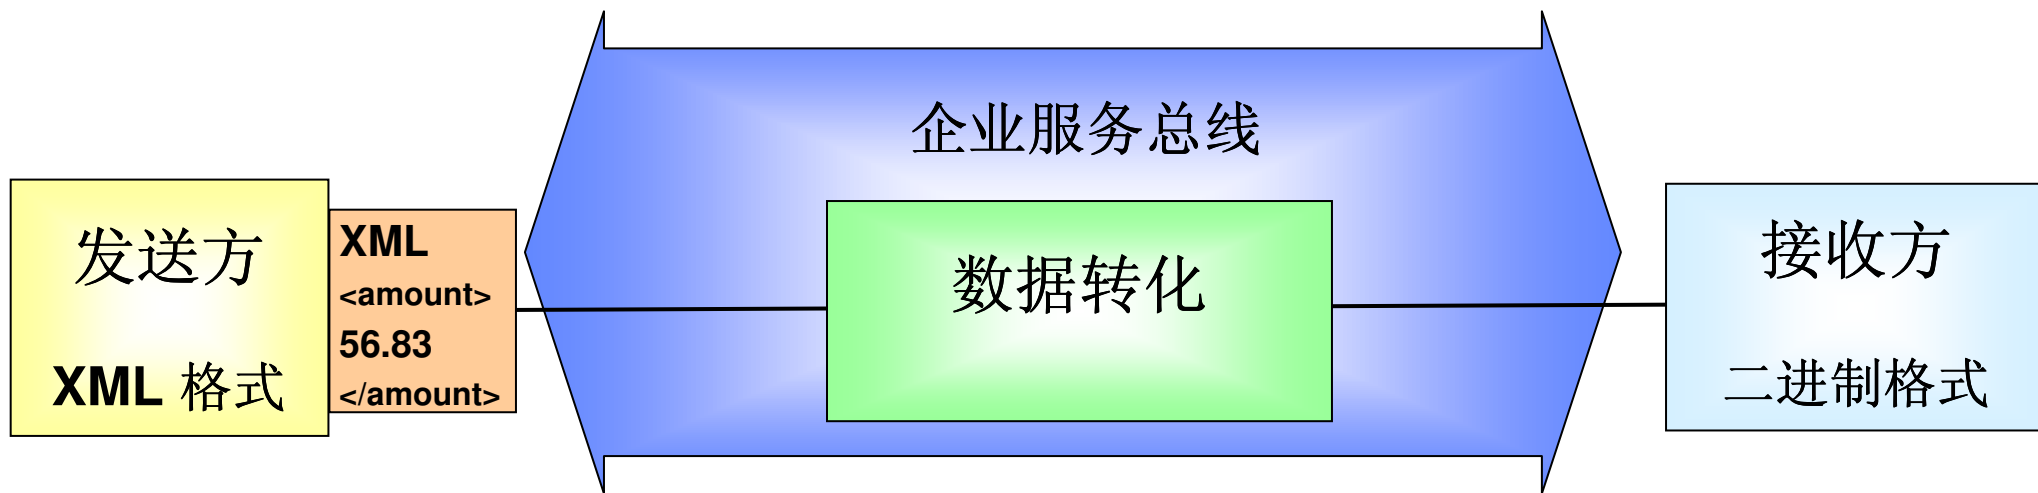 企业服务总线
发送方
XML 格式
XML
<amount>
56.83
</amount>
数据转化
接收方
二进制格式